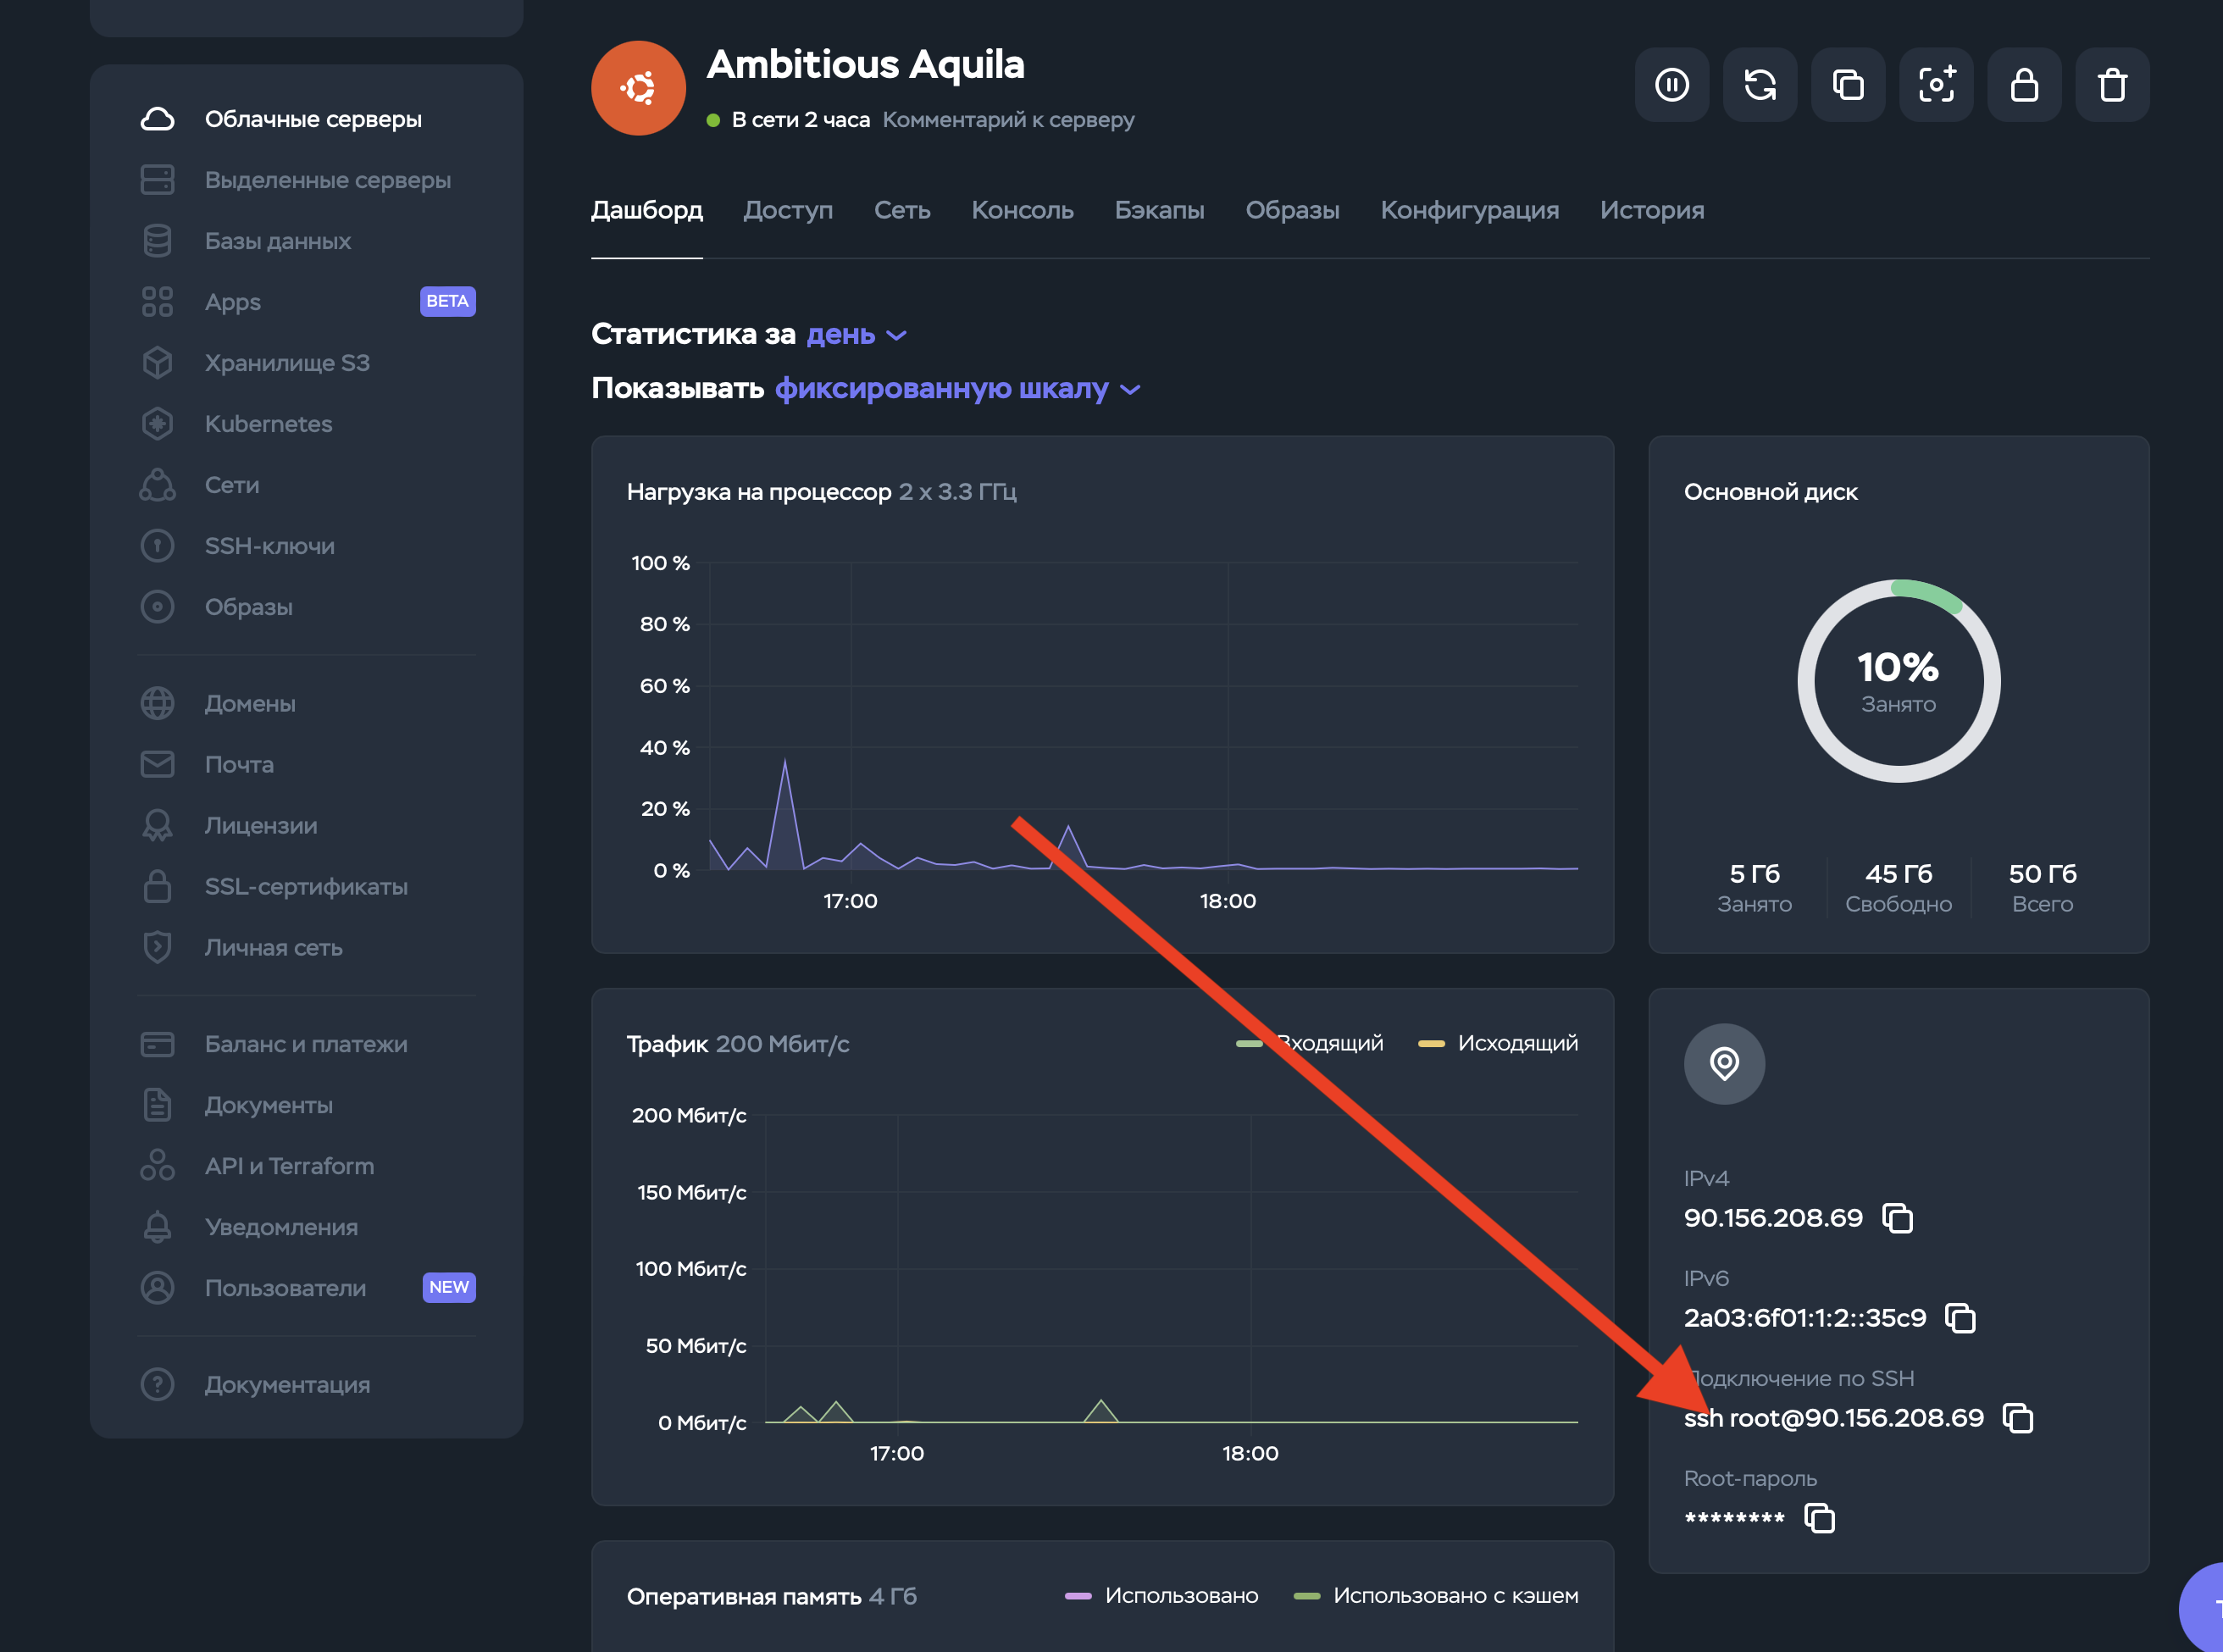 Облачные серверы
Выделенные серверы
Базы данных
Apps BETA
Хранилище S3
Kubernetes
Сети
SSH-ключи
Образы
Домены
Почта
Лицензии
SSL-сертификаты
Личная сеть
Баланс и платежи
Документы
API и Terraform
Уведомления
Пользователи NEW
Документация
Ambitious Aquila
В сети 2 часа Комментарий к серверу
Дашборд Доступ Сеть Консоль Бэкапы Образы Конфигурация История
Статистика за день
Показывать фиксированную шкалу
Нагрузка на процессор 2 x 3.3 ГГц
100 %
80 %
60 %
40 %
20 %
0 %
17:00 18:00
Основной диск
10%
Занято
5 Гб 45 Гб 50 Гб
Занято Свободно Всего
Трафик 200 Мбит/с Входящий Исходящий
200 Мбит/с
150 Мбит/с
100 Мбит/с
50 Мбит/с
0 Мбит/с
17:00 18:00
IPv4
90.156.208.69
IPv6
2a03:6f01:1:2::35c9
Подключение по SSH
ssh root@90.156.208.69
Root-пароль
********
Оперативная память 4 Гб Использовано Использовано с кэшем